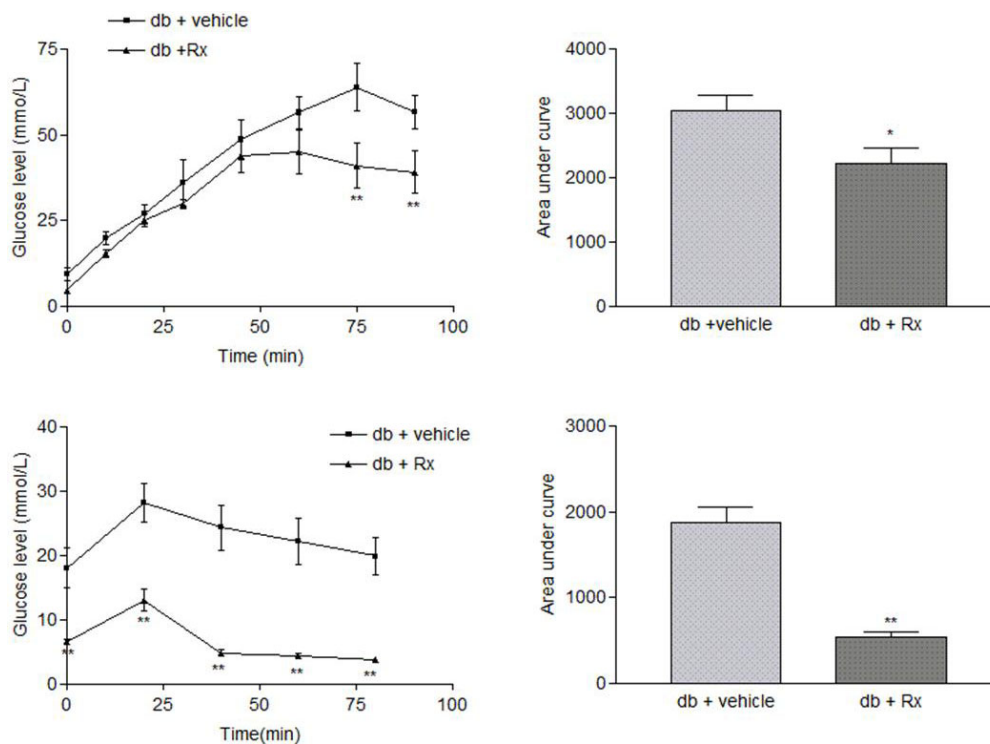 db + vehicle
db +Rx
75
50
25
0
Glucose level (mmo/L)
**
**
0
25
50
75
100
Time (min)
4000
3000
2000
1000
0
Area under curve
*
db +vehicle
db + Rx
40
30
20
10
0
Glucose level (mmol/L)
db + vehicle
db + Rx
**
**
**
**
**
0
25
50
75
100
Time(min)
3000
2000
1000
0
Area under curve
**
db + vehicle
db + Rx